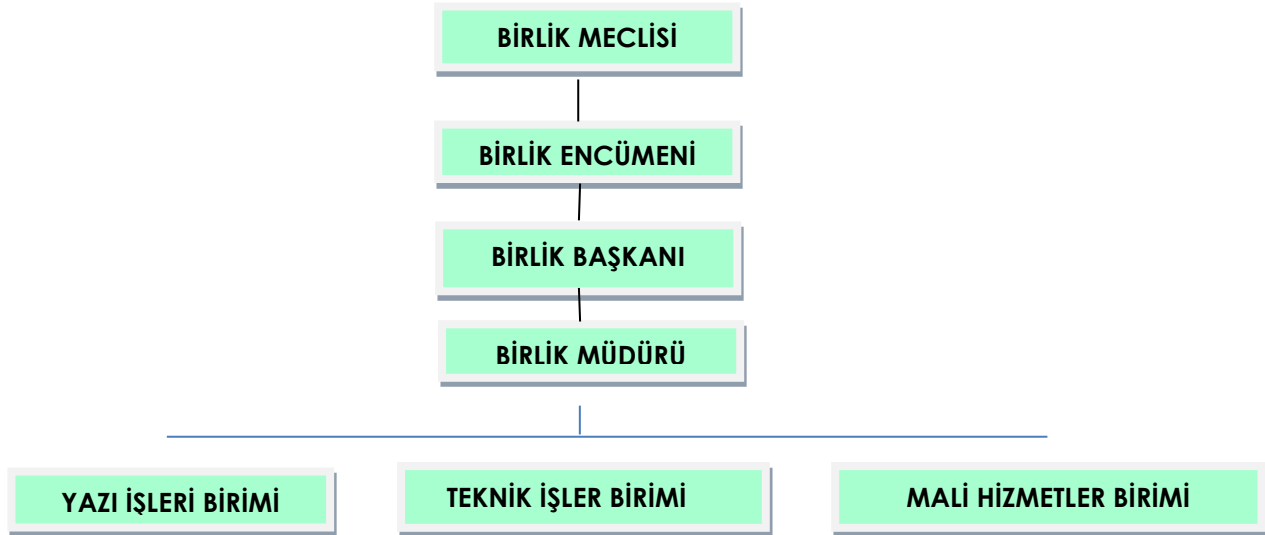 BİRLİK MECLİSİ
BİRLİK ENCÜMENİ
BİRLİK BAŞKANI
BİRLİK MÜDÜRÜ
YAZI İŞLERİ BİRİMİ
TEKNİK İŞLER BİRİMİ
MALİ HİZMETLER BİRİMİ